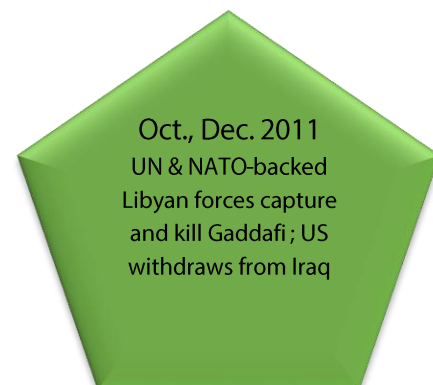 Oct., Dec. 2011
UN & NATO-backed
Libyan forces capture
and kill Gaddafi ; US
withdraws from Iraq